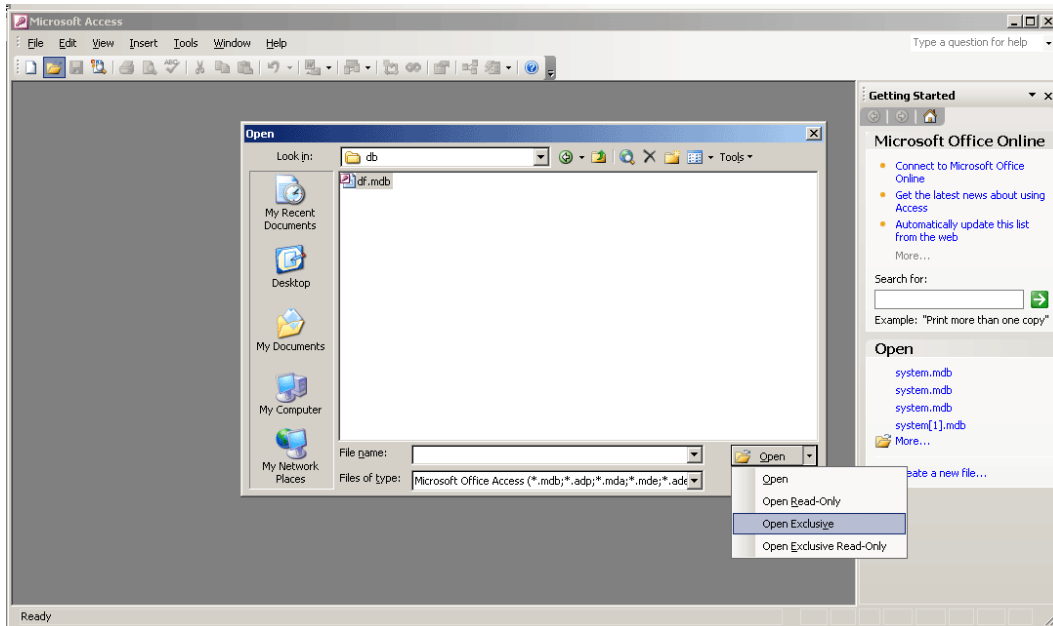 Microsoft Access
File Edit View Insert Tools Window Help
Type a question for help
Getting Started
Microsoft Office Online
Connect to Microsoft Office
Online
Get the latest news about using
Access
Automatically update this list
from the web
More...
Search for:
Example: "Print more than one copy"
Open
system.mdb
system.mdb
system.mdb
system[1].mdb
More...
eate a new file...
Open
Look in:
db
Tools
df.mdb
My Recent
Documents
Desktop
My Documents
My Computer
My Network
Places
File name:
Open
Files of type:
Microsoft Office Access (*.mdb;*.adp;*.mda;*.mde;*.ade
Open
Open Read-Only
Open Exclusive
Open Exclusive Read-Only
Ready